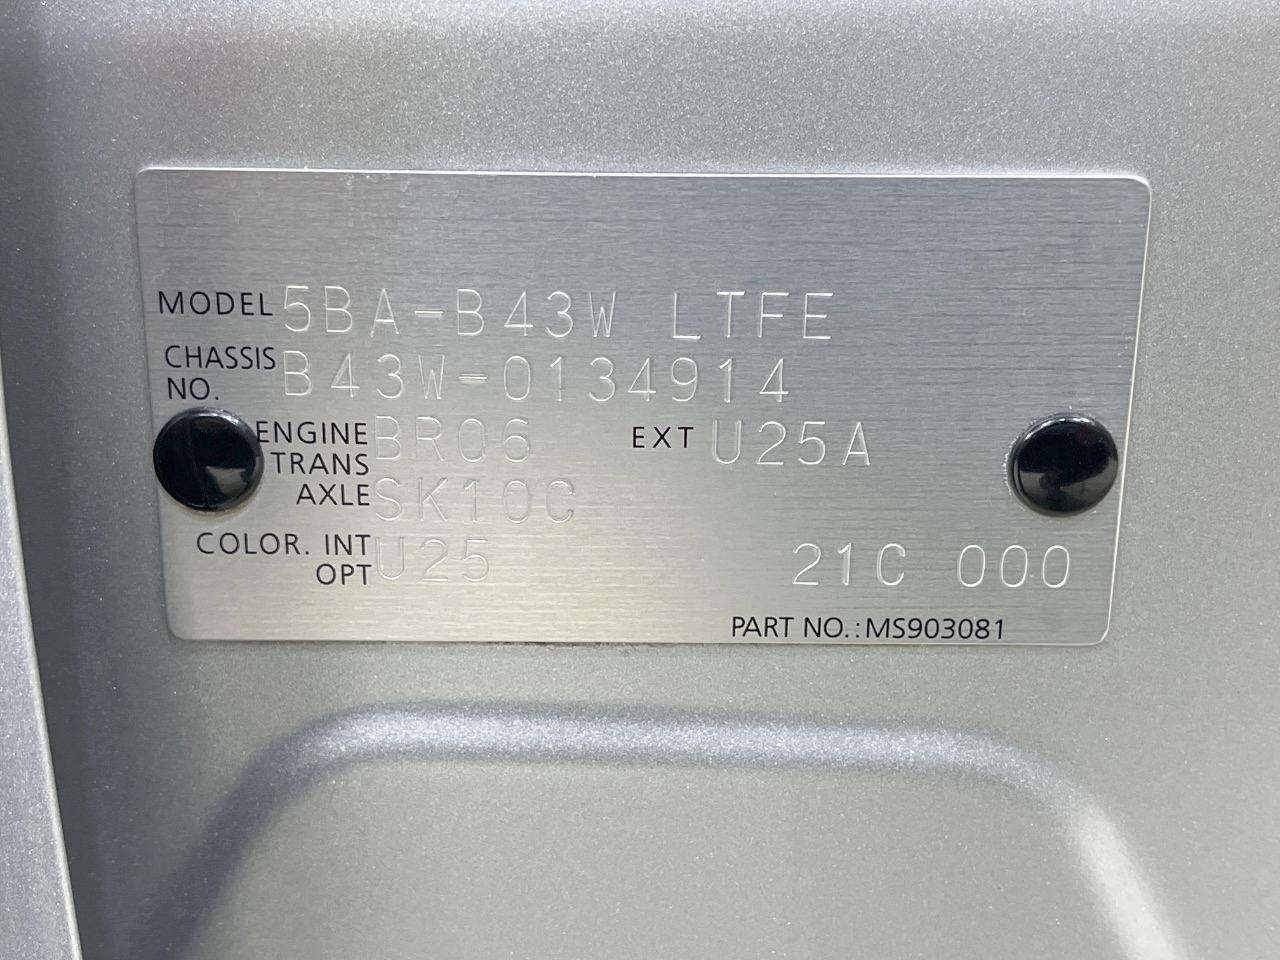 MODEL 5BA-B43W LTFE
CHASSIS NO. B43W-0134914
ENGINE BR06 EXT U25A
TRANS AXLE SK10C
COLOR. INT OPT U25 21C 000
PART NO.: MS903081